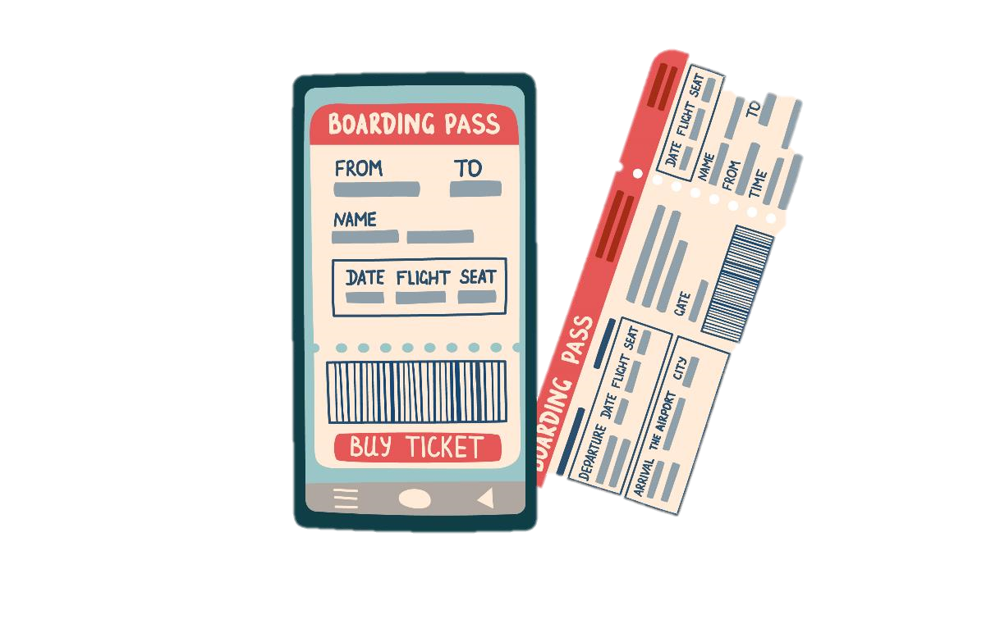 BOARDING PASS
FROM TO
NAME
DATE FLIGHT SEAT
BUY TICKET
BOARDING PASS
DEPARTURE DATE FLIGHT SEAT
ARRIVAL THE AIRPORT CITY
GATE
DATE FLIGHT SEAT
NAME
FROM TO
TIME